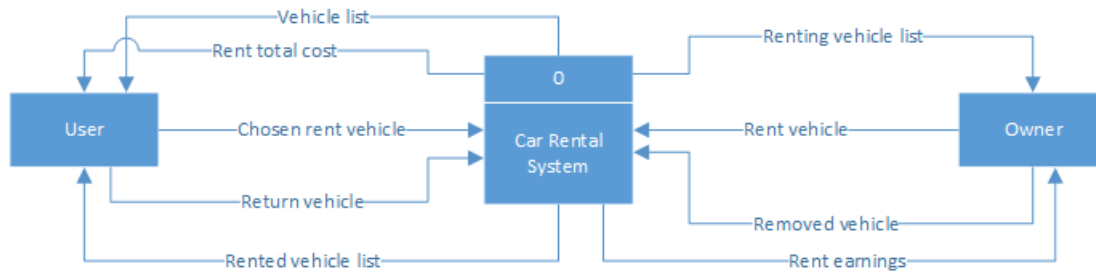 Vehicle list
Rent total cost
Renting vehicle list
0
User
Chosen rent vehicle
Car Rental
System
Rent vehicle
Owner
Return vehicle
Removed vehicle
Rented vehicle list
Rent earnings